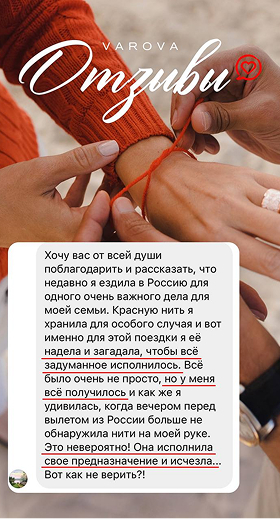 VAROVA
Отзиви
Хочу вас от всей души
поблагодарить и рассказать, что
недавно я ездила в Россию для
одного очень важного дела для
моей семьи. Красную нить я
хранила для особого случая и вот
именно для этой поездки я её
надела и загадала, чтобы всё
задуманное исполнилось. Всё
было очень не просто, но у меня
всё получилось и как же я
удивилась, когда вечером перед
вылетом из России больше не
обнаружила нити на моей руке.
Это невероятно! Она исполнила
свое предназначение и исчезла...
Вот как не верить?!